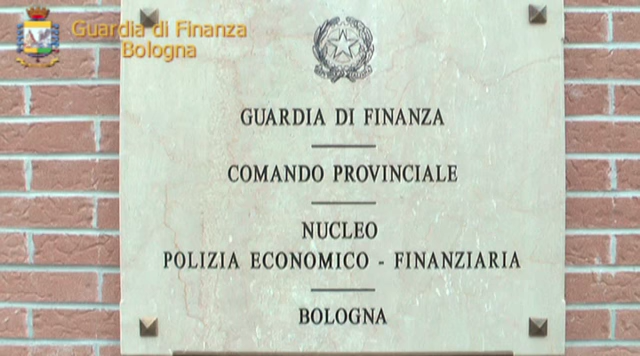 Guardia di Finanza
Bologna
GUARDIA DI FINANZA
COMANDO PROVINCIALE
NUCLEO
POLIZIA ECONOMICO - FINANZIARIA
BOLOGNA